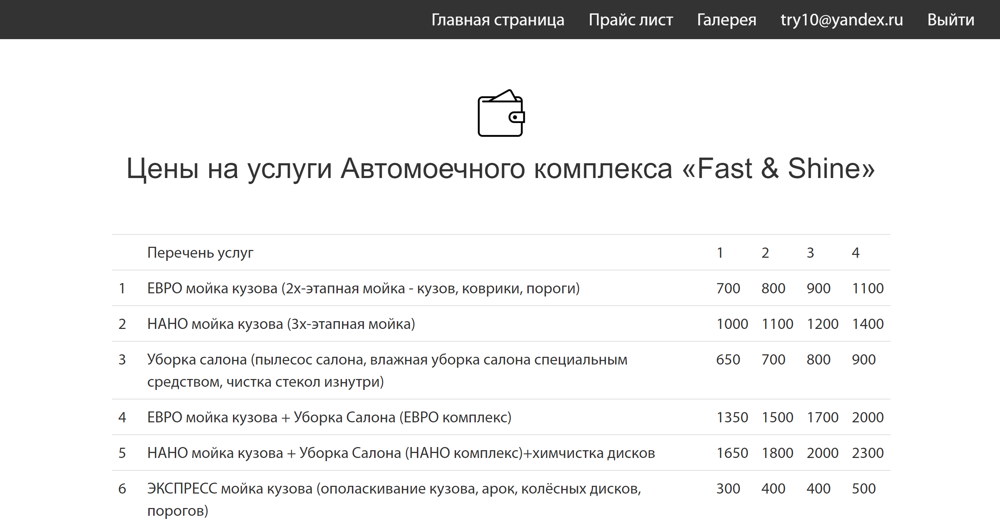 Главная страница Прайс лист Галерея try10@yandex.ru Выйти
Цены на услуги Автомоечного комплекса «Fast & Shine»
Перечень услуг 1 2 3 4
1 ЕВРО мойка кузова (2х-этапная мойка - кузов, коврики, пороги) 700 800 900 1100
2 НАНО мойка кузова (3х-этапная мойка) 1000 1100 1200 1400
3 Уборка салона (пылесос салона, влажная уборка салона специальным 650 700 800 900
средством, чистка стекол изнутри)
4 ЕВРО мойка кузова + Уборка Салона (ЕВРО комплекс) 1350 1500 1700 2000
5 НАНО мойка кузова + Уборка Салона (НАНО комплекс)+химчистка дисков 1650 1800 2000 2300
6 ЭКСПРЕСС мойка кузова (ополаскивание кузова, арок, колёсных дисков, 300 400 400 500
порогов)